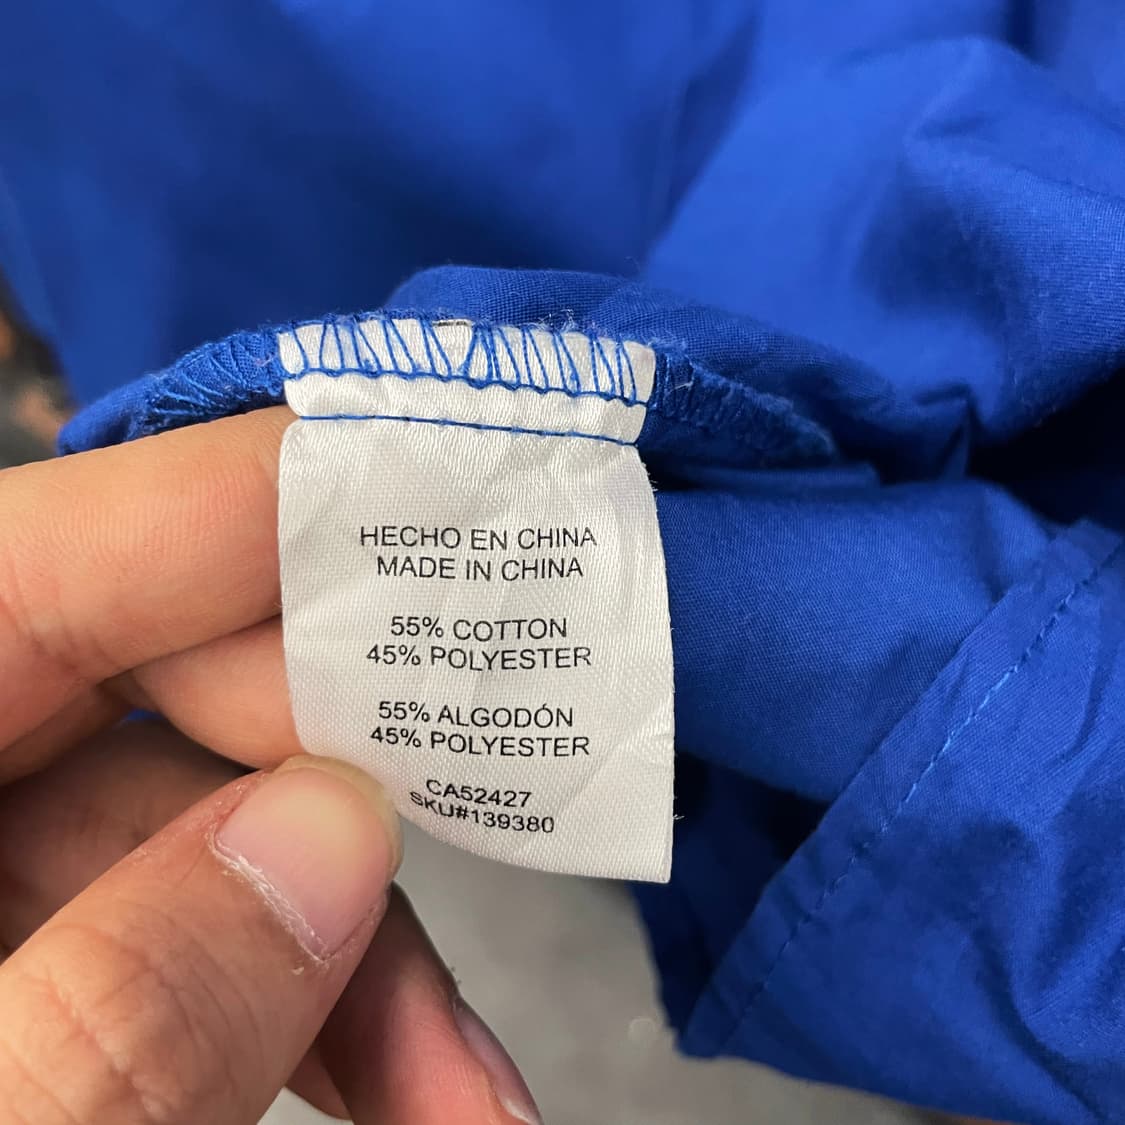 HECHO EN CHINA
MADE IN CHINA
55% COTTON
45% POLYESTER
55% ALGODÓN
45% POLYESTER
CA52427
SKU#139380